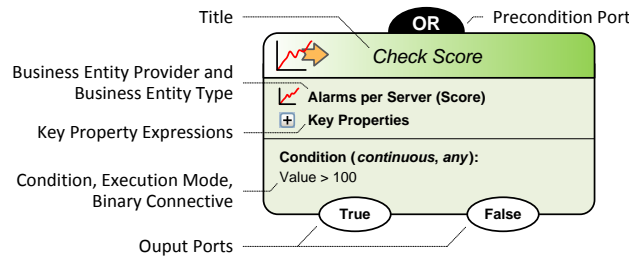 OR
Title
Precondition Port
Check Score
Business Entity Provider and
Business Entity Type
Alarms per Server (Score)
Key Property Expressions
Key Properties
Condition (continuous, any):
Condition, Execution Mode,
Binary Connective
Value > 100
True
False
Ouput Ports